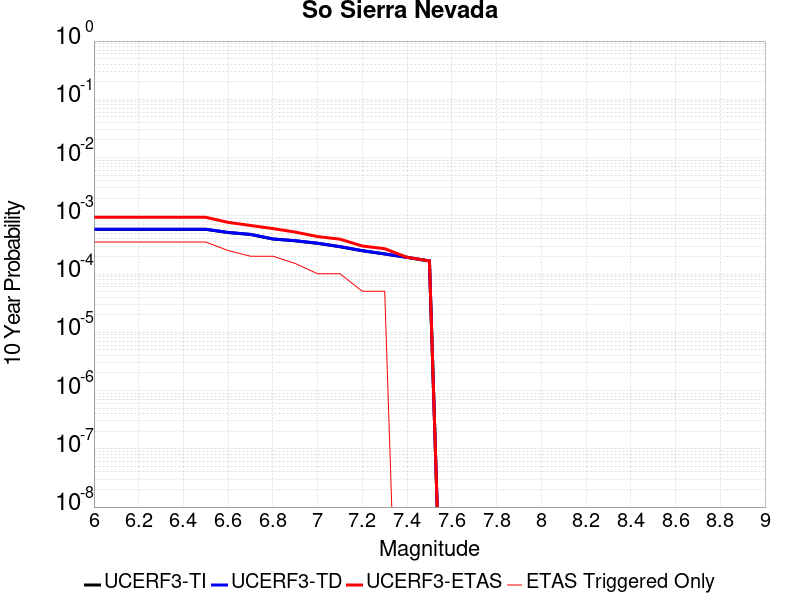 So Sierra Nevada
10 0
10 -1
10 -2
10 -3
10 -4
10 -5
10 -6
10 -7
10 -8
10 Year Probability
6 6.2 6.4 6.6 6.8 7 7.2 7.4 7.6 7.8 8 8.2 8.4 8.6 8.8 9
Magnitude
UCERF3-TI UCERF3-TD UCERF3-ETAS ETAS Triggered Only